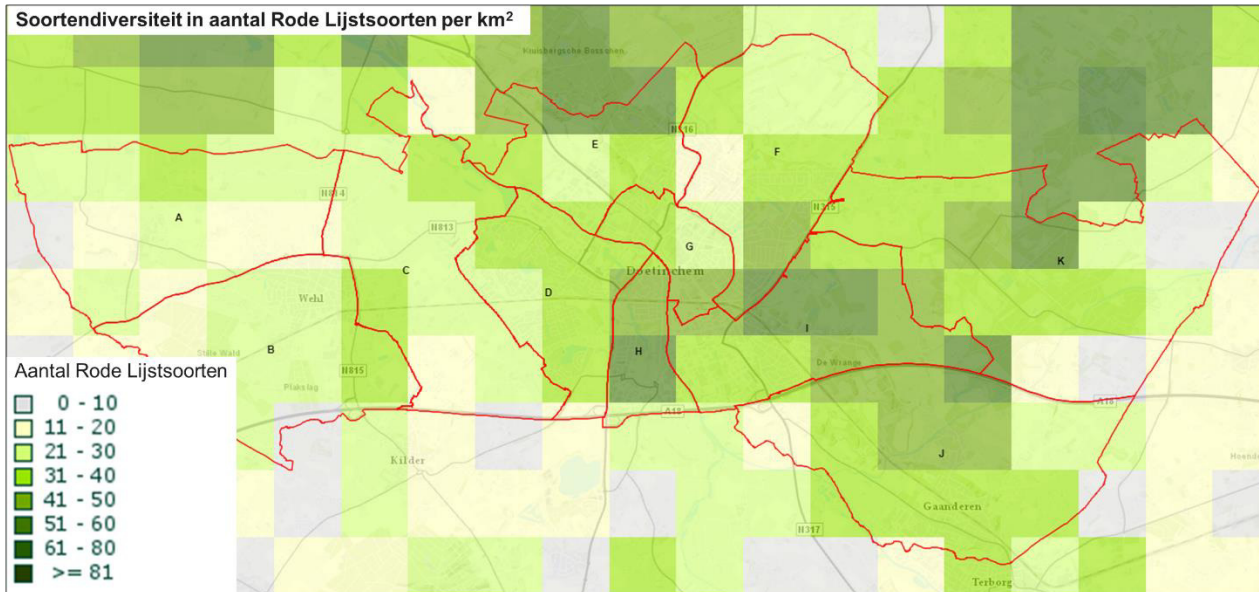 Soortendiversiteit in aantal Rode Lijstsoorten per km²
Kruisbergsche Bosschen
N316
E
F
N814
A
N315
N813
G
Doetinchem
K
C
D
Wehl
I
Stille Wald
B
H
De Wrange
N815
Plakslag
Aantal Rode Lijstsoorten
0 - 10
11 - 20
21 - 30
31 - 40
41 - 50
51 - 60
61 - 80
>= 81
A18
A18
Kilder
J
Gaanderen
N317
Terborg